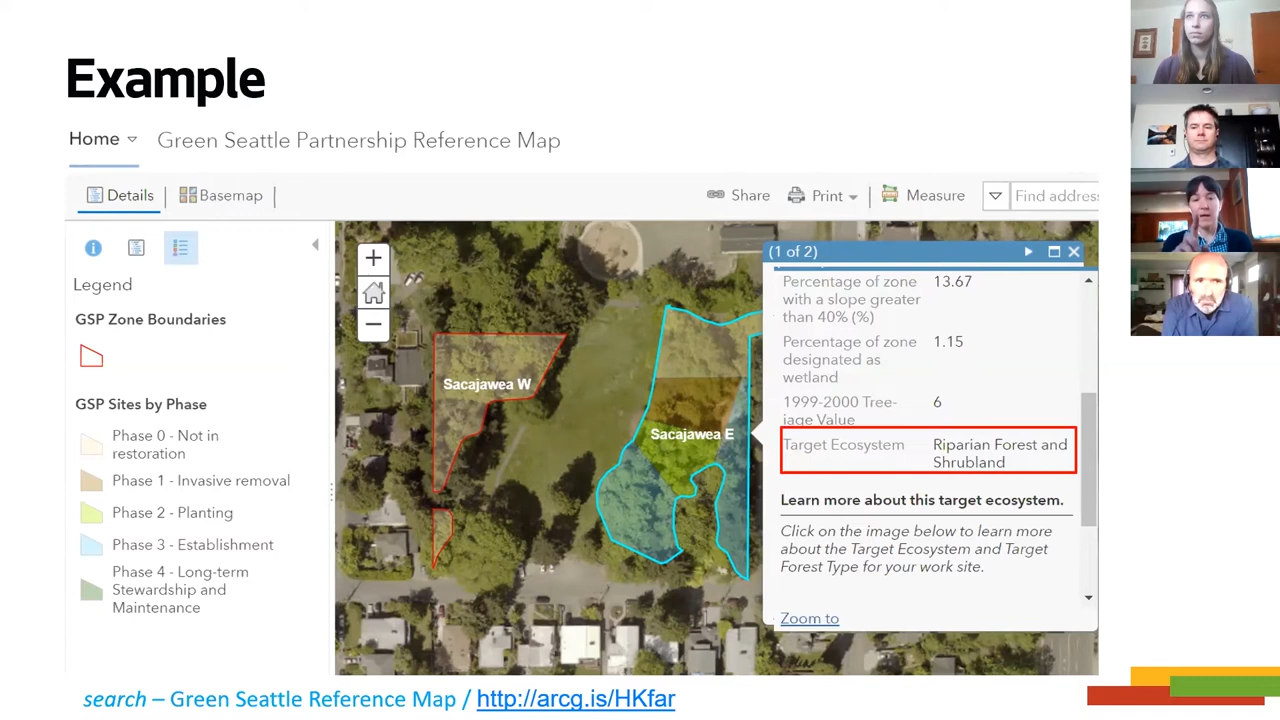 Example
Home
Green Seattle Partnership Reference Map
Details
Basemap
Share
Print
Measure
Find address
Legend
GSP Zone Boundaries
GSP Sites by Phase
Phase 0 - Not in
restoration
Phase 1 - Invasive removal
Phase 2 - Planting
Phase 3 - Establishment
Phase 4 - Long-term
Stewardship and
Maintenance
+
−
Sacajawea W
Sacajawea E
(1 of 2)
Percentage of zone
with a slope greater
than 40% (%)
13.67
Percentage of zone
designated as
wetland
1.15
1999-2000 Tree-
iage Value
6
Target Ecosystem
Riparian Forest and
Shrubland
Learn more about this target ecosystem.
Click on the image below to learn more
about the Target Ecosystem and Target
Forest Type for your work site.
Zoom to
search – Green Seattle Reference Map / http://arcg.is/HKfar